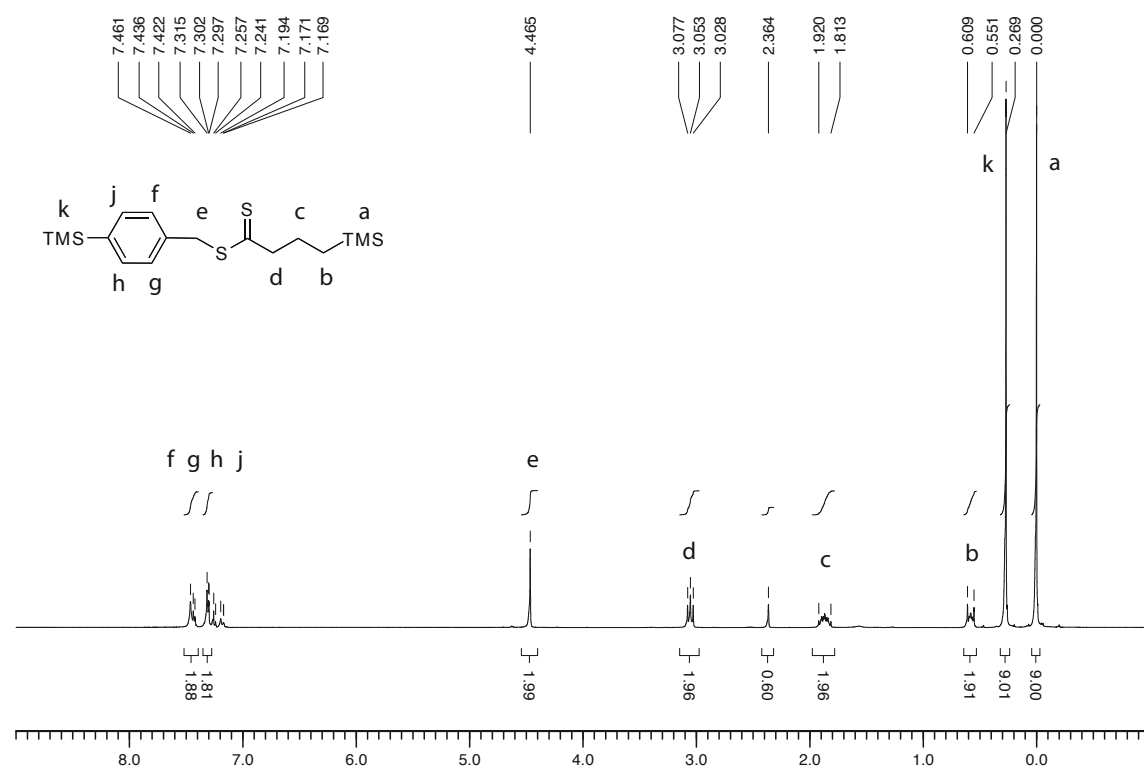 7.461 7.436 7.422 7.315 7.302 7.297 7.257 7.241 7.194 7.171 7.169 4.465 3.077 3.053 3.028 2.364 1.920 1.813 0.609 0.551 0.269 0.000
k a
j f
k e S c a
TMS S TMS
h g d b
f g h j e
d c b
1.88 1.81 1.99 1.96 0.60 1.96 1.91 9.01 9.00
8.0 7.0 6.0 5.0 4.0 3.0 2.0 1.0 0.0